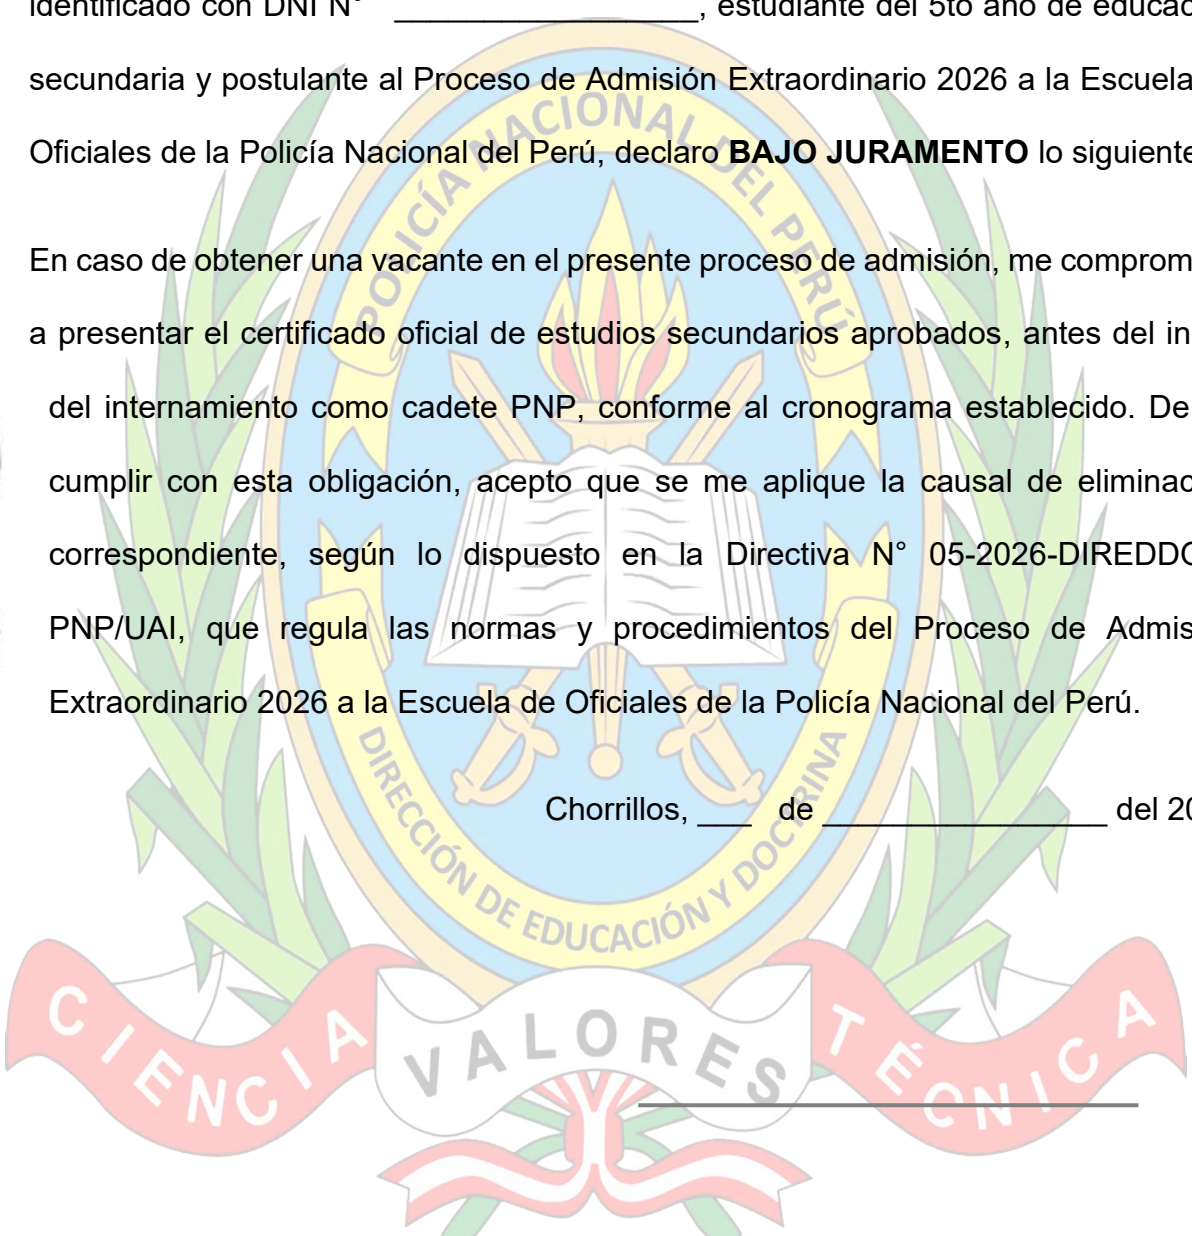 identificado con DNI N° _________________, estudiante del 5to año de educac
secundaria y postulante al Proceso de Admisión Extraordinario 2026 a la Escuela
Oficiales de la Policía Nacional del Perú, declaro BAJO JURAMENTO lo siguiente
En caso de obtener una vacante en el presente proceso de admisión, me comprom
a presentar el certificado oficial de estudios secundarios aprobados, antes del in
del internamiento como cadete PNP, conforme al cronograma establecido. De
cumplir con esta obligación, acepto que se me aplique la causal de eliminac
correspondiente, según lo dispuesto en la Directiva N° 05-2026-DIREDDO
PNP/UAI, que regula las normas y procedimientos del Proceso de Admis
Extraordinario 2026 a la Escuela de Oficiales de la Policía Nacional del Perú.
Chorrillos, ___ de ________________ del 20
POLICÍA NACIONAL DEL PERÚ
DIRECCIÓN DE EDUCACIÓN Y DOCTRINA
CIENCIA VALORES TÉCNICA